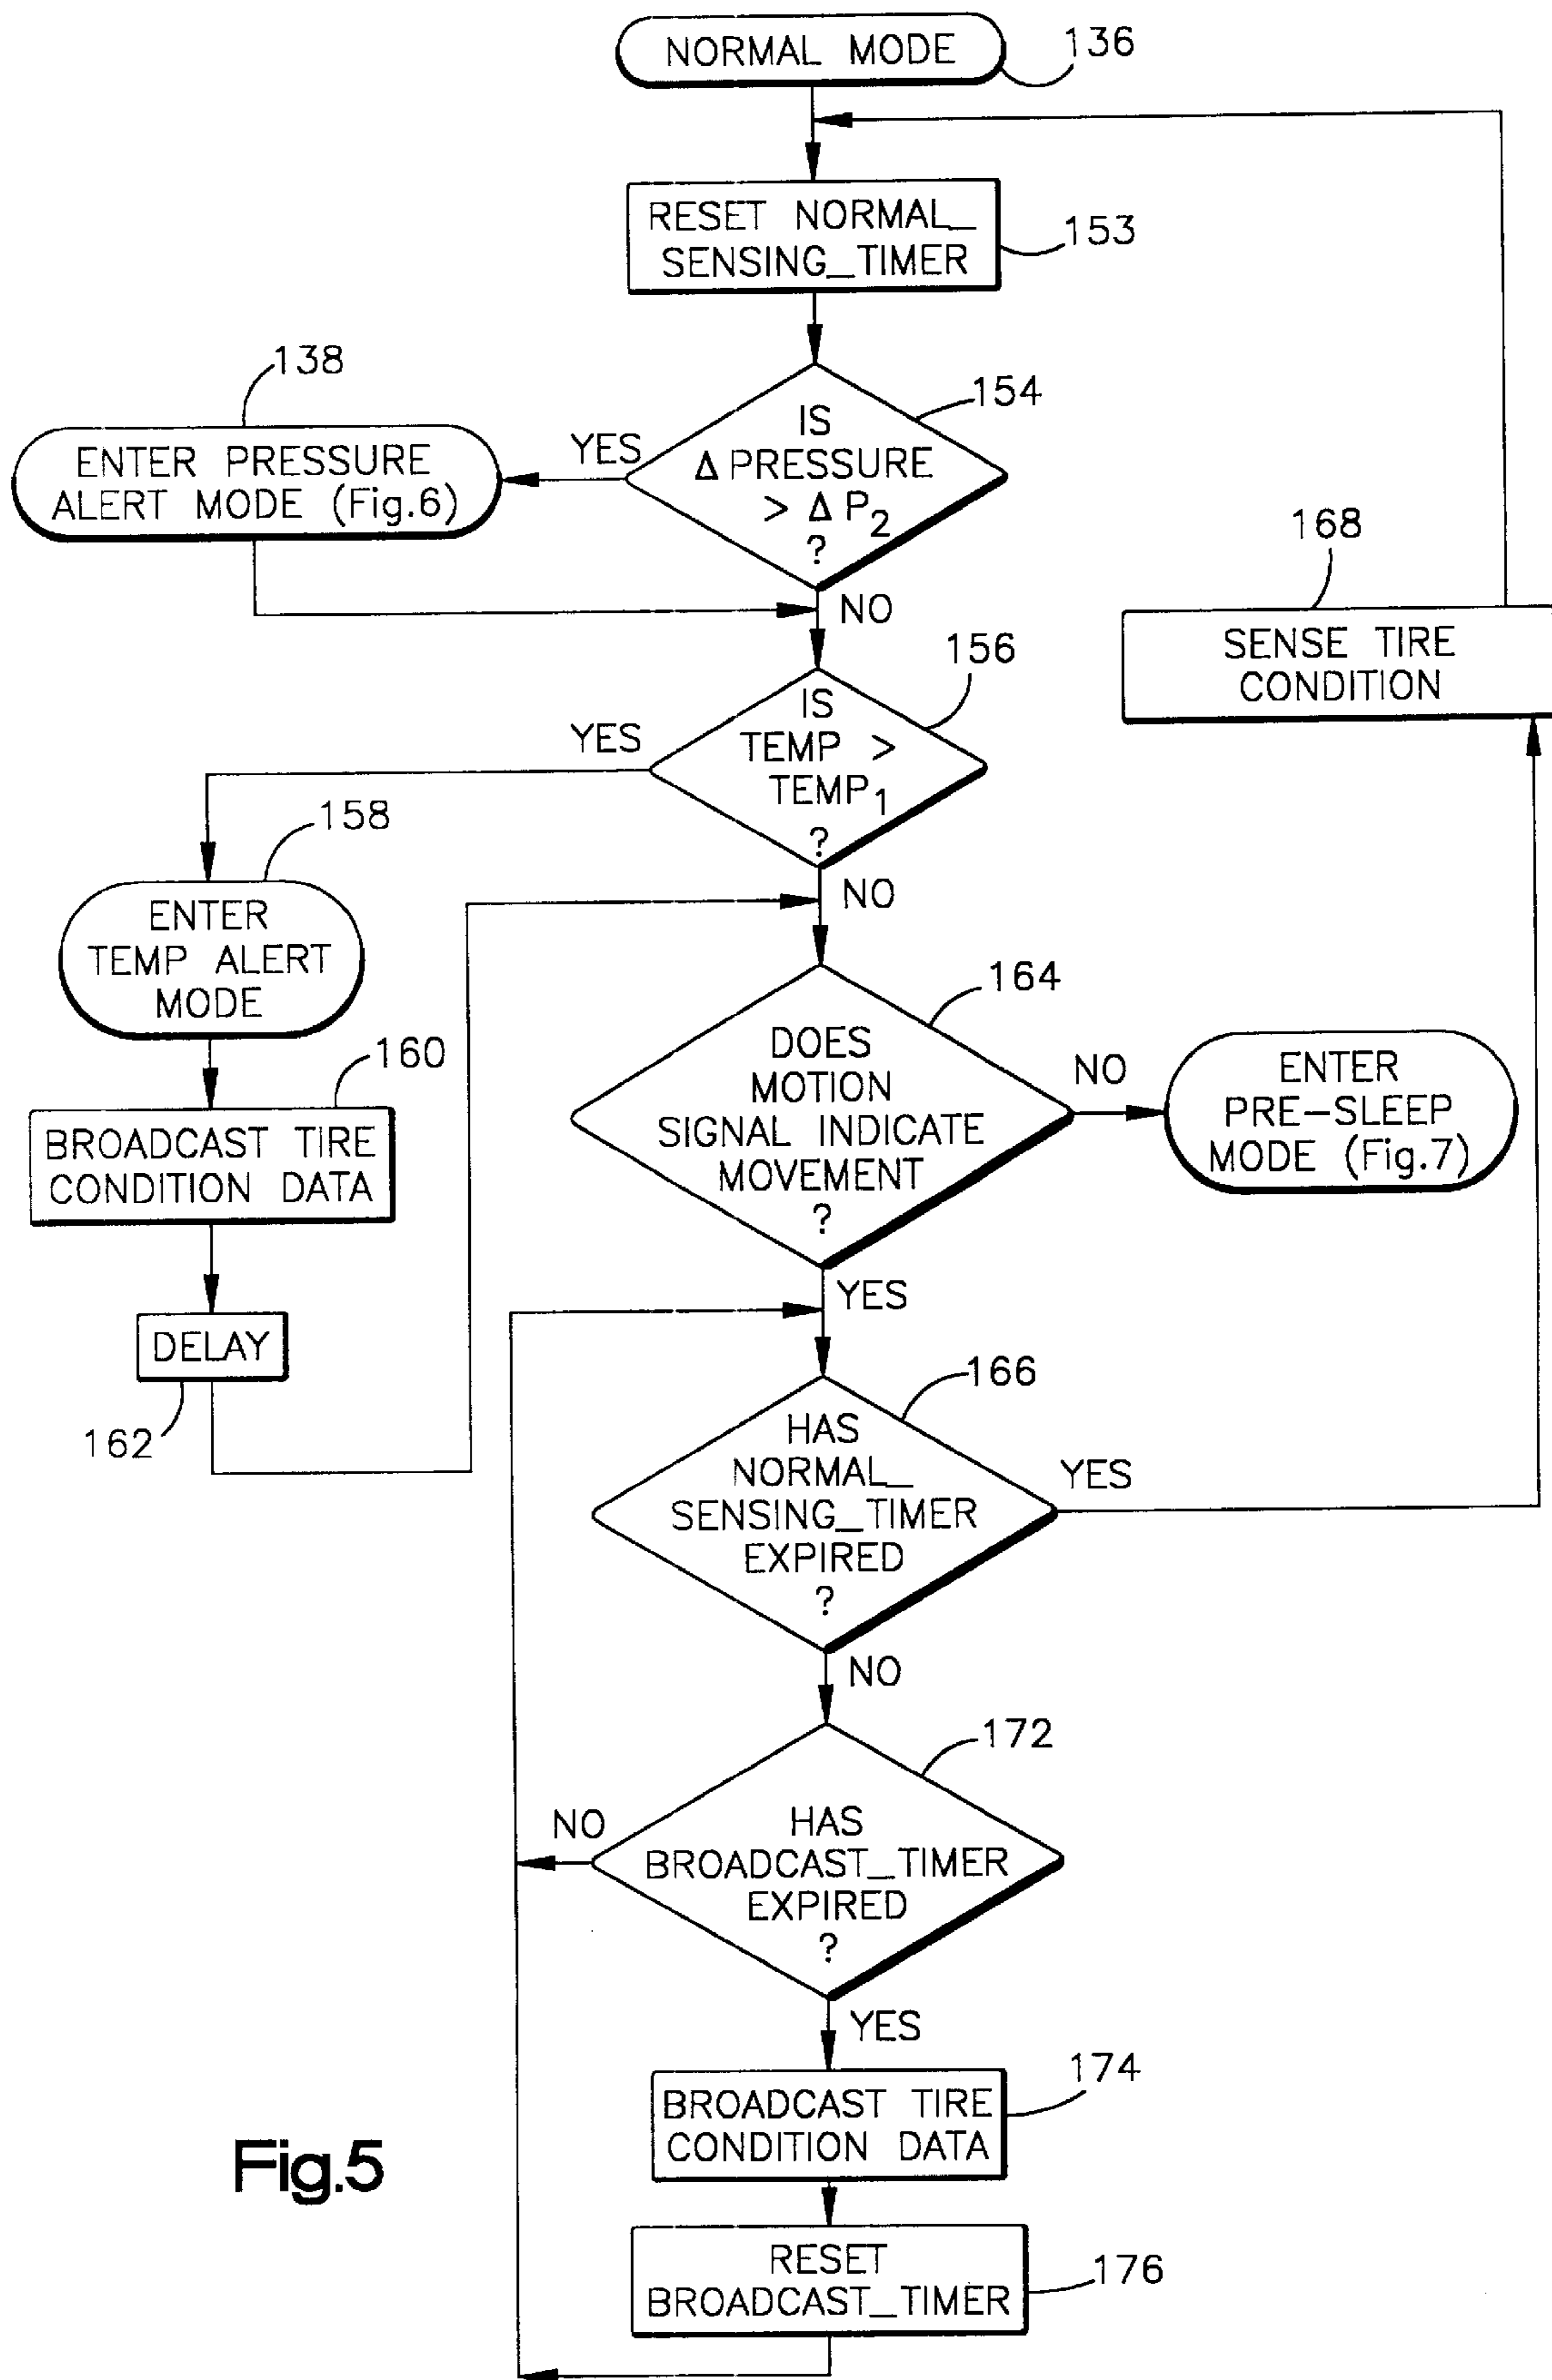 NORMAL MODE
136
RESET NORMAL_
SENSING_TIMER
153
138
ENTER PRESSURE
ALERT MODE (Fig.6)
YES
IS
Δ PRESSURE
> Δ P2
?
154
NO
168
SENSE TIRE
CONDITION
YES
IS
TEMP >
TEMP1
?
156
NO
158
ENTER
TEMP ALERT
MODE
160
BROADCAST TIRE
CONDITION DATA
DELAY
162
164
DOES
MOTION
SIGNAL INDICATE
MOVEMENT
?
NO
ENTER
PRE-SLEEP
MODE (Fig.7)
YES
166
HAS
NORMAL_
SENSING_TIMER
EXPIRED
?
YES
NO
172
HAS
BROADCAST_TIMER
EXPIRED
?
NO
YES
174
BROADCAST TIRE
CONDITION DATA
RESET
BROADCAST_TIMER
176
Fig.5